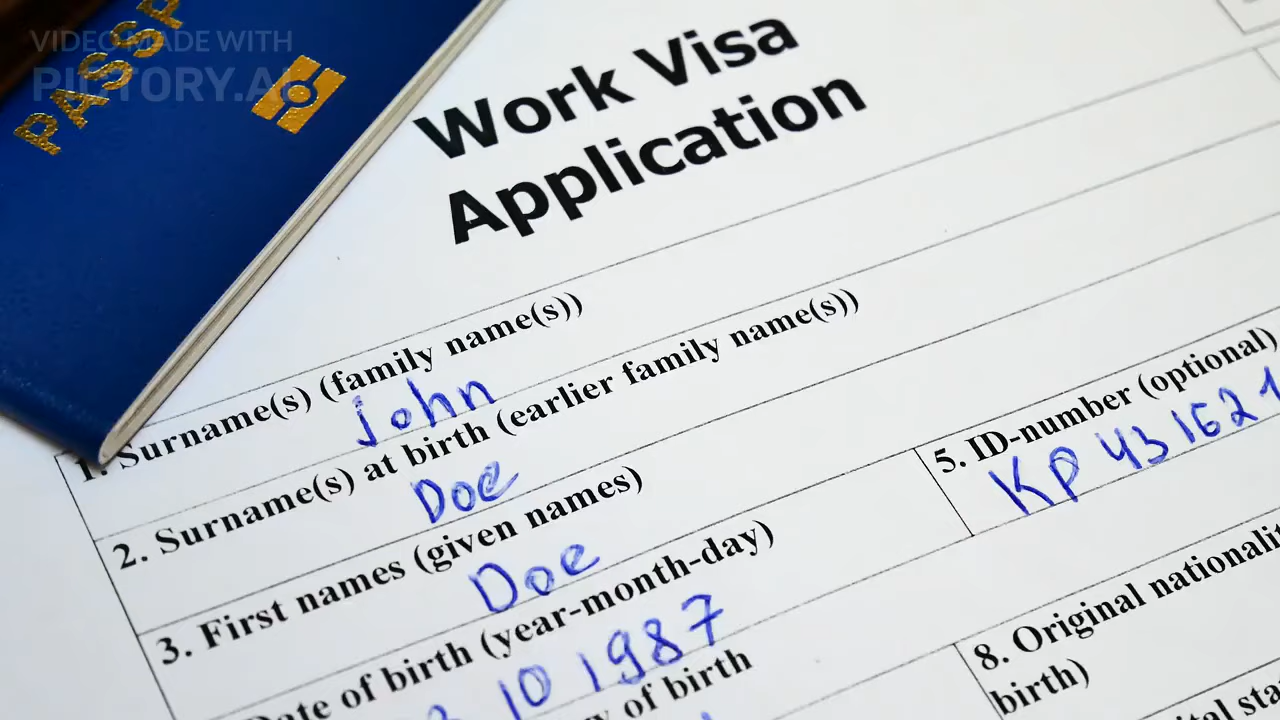 VIDEO MADE WITH
PICTORY.AI
PASSP
Work Visa
Application
1. Surname(s) (family name(s))
john
2. Surname(s) at birth (earlier family name(s))
Doe
3. First names (given names)
Doe
5. ID-number (optional)
KP 431621
Date of birth (year-month-day)
10 1987
of birth
8. Original nationalit
birth)